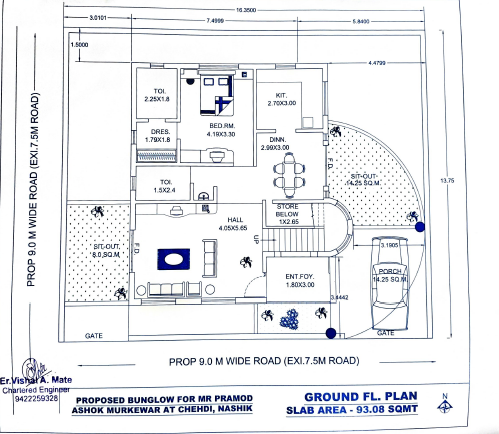 16.3500
3.0101 7.4999 5.8400
1.5000
4.4799
TOI.
2.25X1.8
KIT.
2.70X3.00
BED.RM.
4.19X3.30
DRES.
1.79X1.8
DINN.
2.99X3.00
F.D.
SIT-OUT
14.25 SQ.M.
13.75
TOI.
1.5X2.4
STORE
BELOW
1X2.65
HALL
4.05X5.65
UP
SIT-OUT.
8.0 SQ.M.
F.D.
3.1905
PORCH
14.25 SQ.M.
ENT.FOY.
1.80X3.00
3.4442
GATE
GATE
PROP 9.0 M WIDE ROAD (EXI.7.5M ROAD)
PROP 9.0 M WIDE ROAD (EXI.7.5M ROAD)
Er.Vishal A. Mate
Chartered Engineer
9422259328
PROPOSED BUNGLOW FOR MR PRAMOD
ASHOK MURKEWAR AT CHEHDI, NASHIK
GROUND FL. PLAN
SLAB AREA - 93.08 SQMT
N